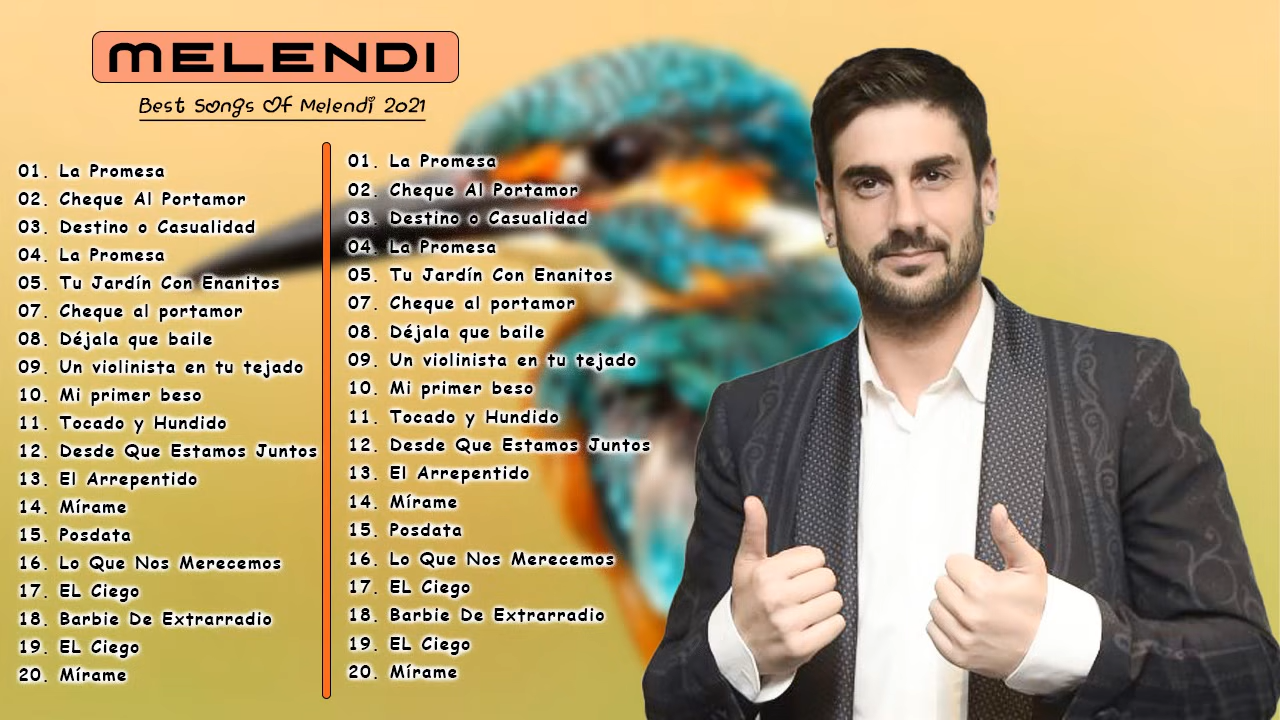 MELENDI
Best Songs Of Melendi 2021
01. La Promesa
02. Cheque Al Portamor
03. Destino o Casualidad
04. La Promesa
05. Tu Jardín Con Enanitos
07. Cheque al portamor
08. Déjala que baile
09. Un violinista en tu tejado
10. Mi primer beso
11. Tocado y Hundido
12. Desde Que Estamos Juntos
13. El Arrepentido
14. Mírame
15. Posdata
16. Lo Que Nos Merecemos
17. EL Ciego
18. Barbie De Extrarradio
19. EL Ciego
20. Mírame
01. La Promesa
02. Cheque Al Portamor
03. Destino o Casualidad
04. La Promesa
05. Tu Jardín Con Enanitos
07. Cheque al portamor
08. Déjala que baile
09. Un violinista en tu tejado
10. Mi primer beso
11. Tocado y Hundido
12. Desde Que Estamos Juntos
13. El Arrepentido
14. Mírame
15. Posdata
16. Lo Que Nos Merecemos
17. EL Ciego
18. Barbie De Extrarradio
19. EL Ciego
20. Mírame